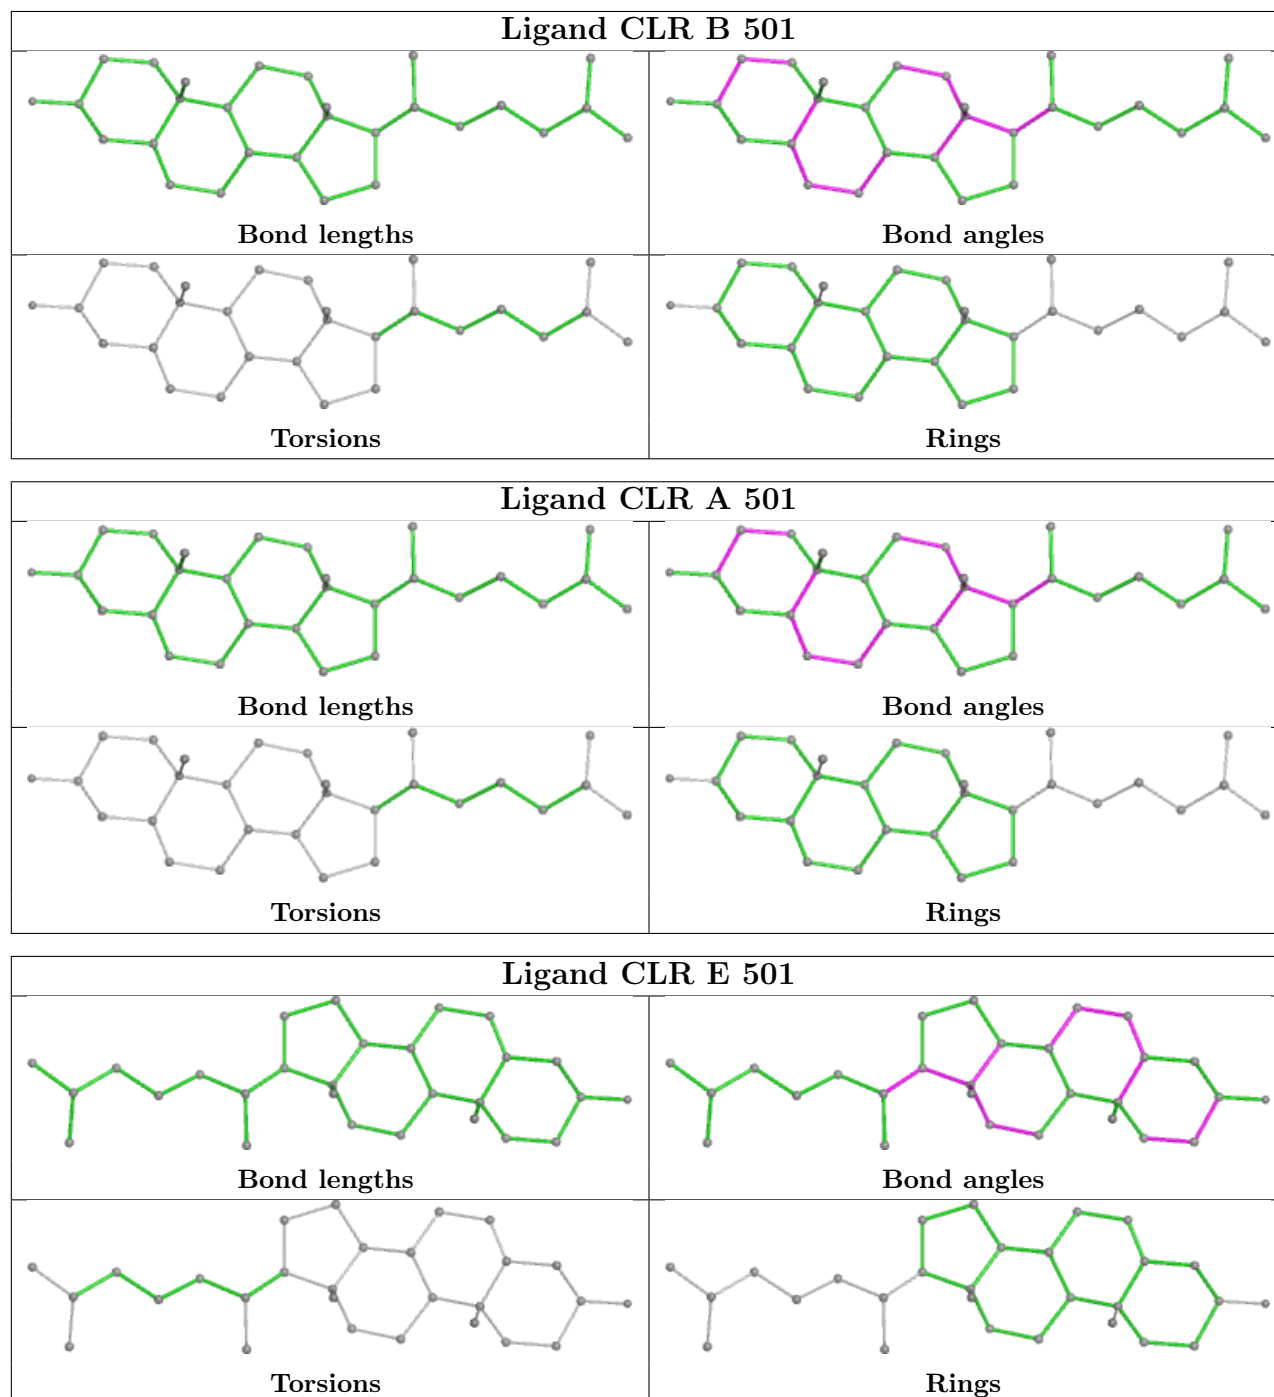 Ligand CLR B 501
Bond lengths
Bond angles
Torsions
Rings
Ligand CLR A 501
Bond lengths
Bond angles
Torsions
Rings
Ligand CLR E 501
Bond lengths
Bond angles
Torsions
Rings